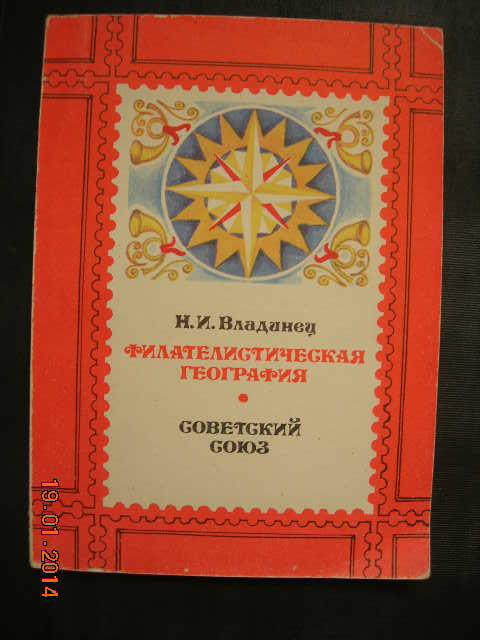 Н.И.Владинец
ФИЛАТЕЛИСТИЧЕСКАЯ
ГЕОГРАФИЯ
СОВЕТСКИЙ
СОЮЗ
19.01.2014